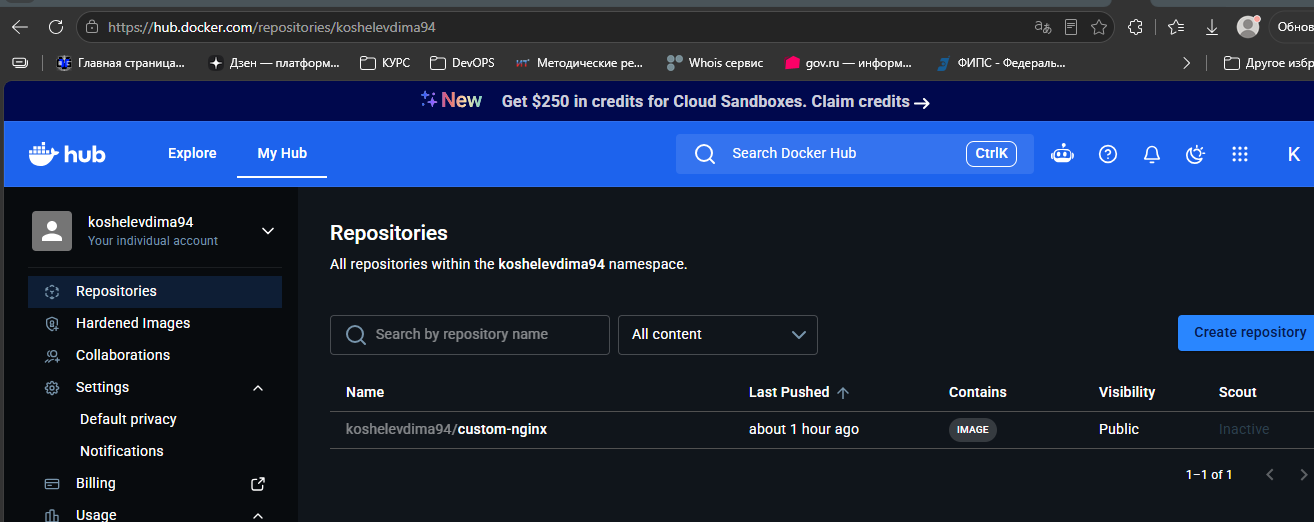 https://hub.docker.com/repositories/koshelevdima94
Обнов
Главная страница...
Дзен — платформ...
КУРС
DevOPS
Методические ре...
Whois сервис
gov.ru — информ...
ФИПС - Федераль...
Другое избр
New Get $250 in credits for Cloud Sandboxes. Claim credits →
hub
Explore
My Hub
Search Docker Hub
CtrlK
K
koshelevdima94
Your individual account
Repositories
Hardened Images
Collaborations
Settings
Default privacy
Notifications
Billing
Usage
Repositories
All repositories within the koshelevdima94 namespace.
Search by repository name
All content
Create repository
Name Last Pushed Contains Visibility Scout
koshelevdima94/custom-nginx about 1 hour ago IMAGE Public Inactive
1–1 of 1